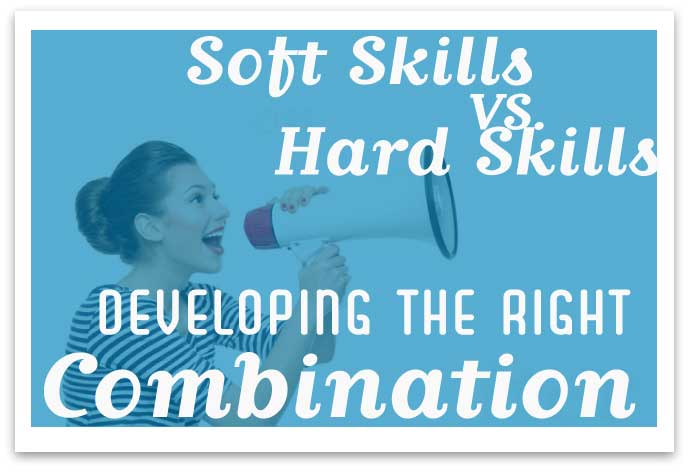 Soft Skills
VS.
Hard Skills
DEVELOPING THE RIGHT
Combination